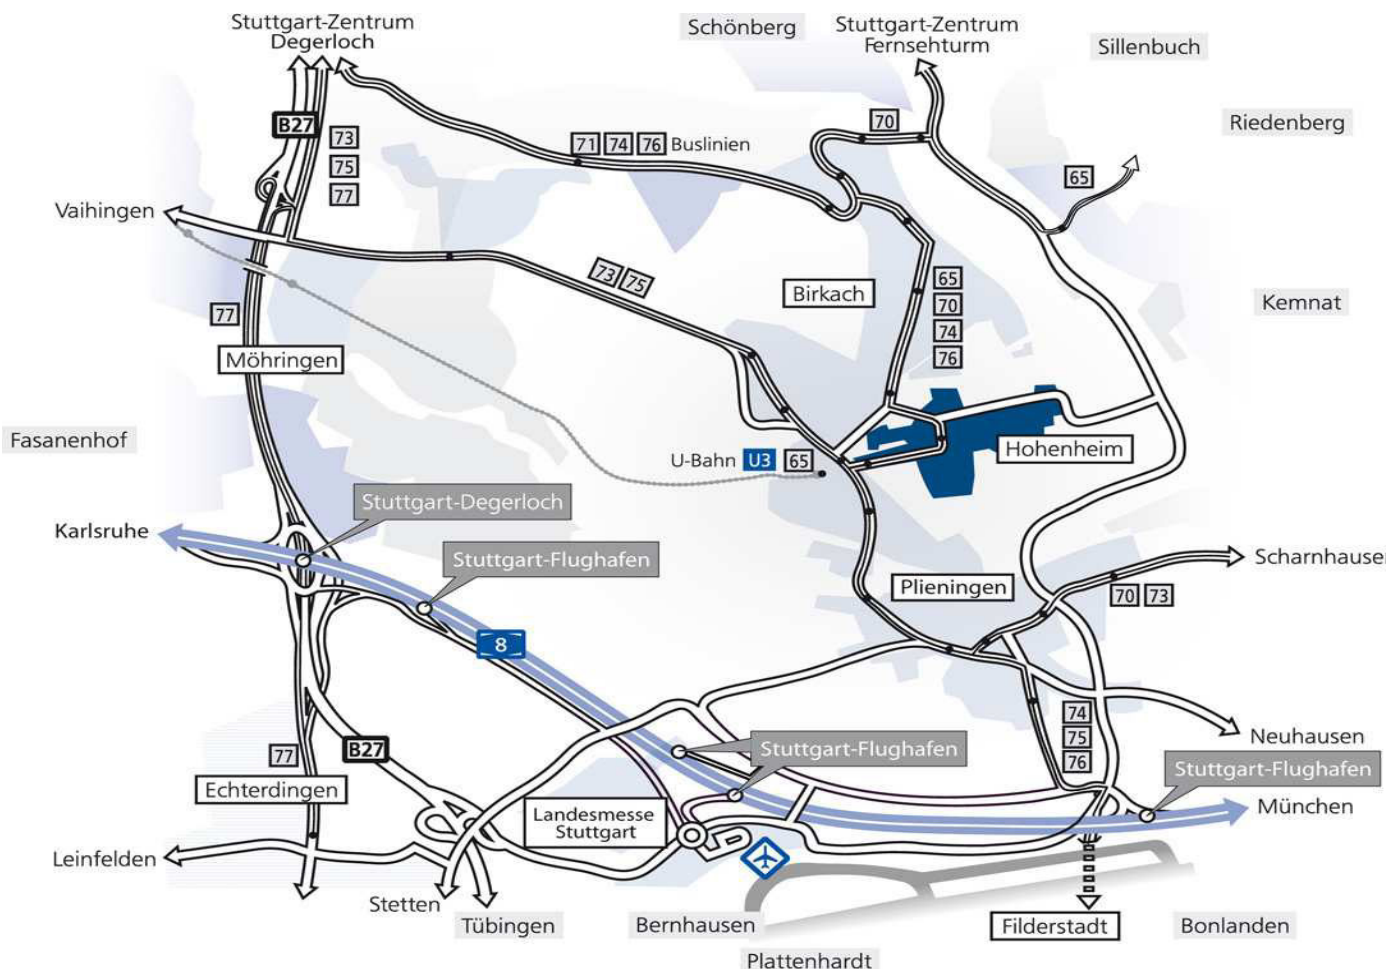 Stuttgart-Zentrum
Degerloch
Schönberg
Stuttgart-Zentrum
Fernsehturm
Sillenbuch
B27
73
75
77
71 74 76 Buslinien
70
Riedenberg
65
Vaihingen
73 75
Birkach
65
70
74
76
Kemnat
77
Möhringen
Fasanenhof
U-Bahn U3 65
Hohenheim
Stuttgart-Degerloch
Karlsruhe
Stuttgart-Flughafen
Scharnhause
Plieningen
70 73
8
74
75
76
Neuhausen
B27
77
Stuttgart-Flughafen
Stuttgart-Flughafen
Echterdingen
Landesmesse
Stuttgart
München
Leinfelden
Stetten
Tübingen
Bernhausen
Filderstadt
Bonlanden
Plattenhardt